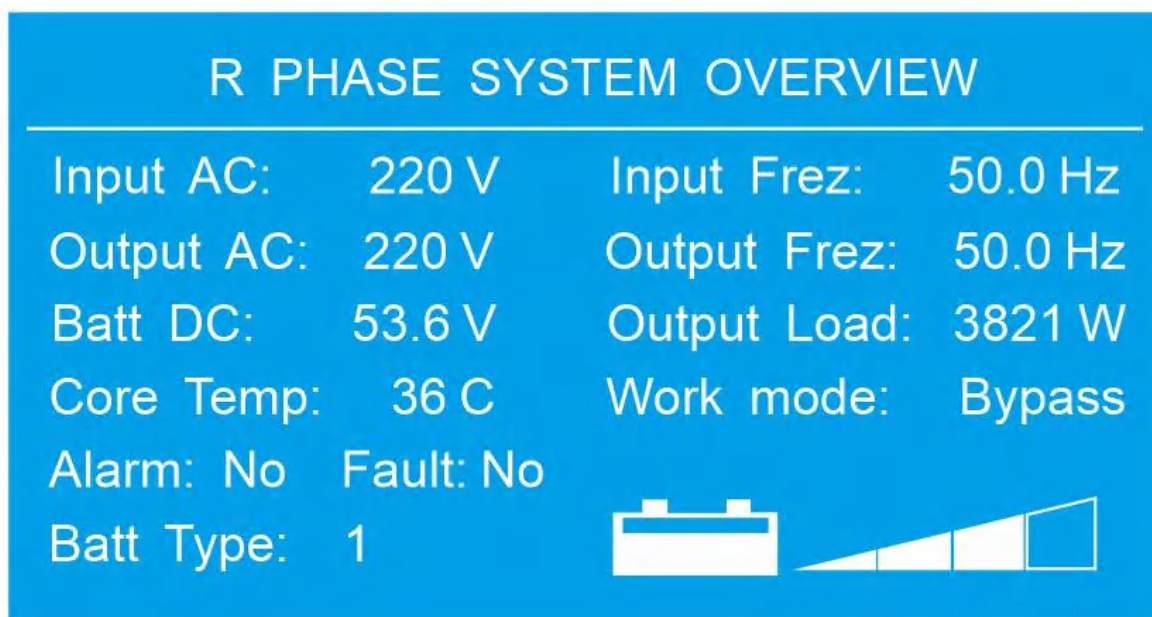 R PHASE SYSTEM OVERVIEW
Input AC: 220 V Input Frez: 50.0 Hz
Output AC: 220 V Output Frez: 50.0 Hz
Batt DC: 53.6 V Output Load: 3821 W
Core Temp: 36 C Work mode: Bypass
Alarm: No Fault: No
Batt Type: 1